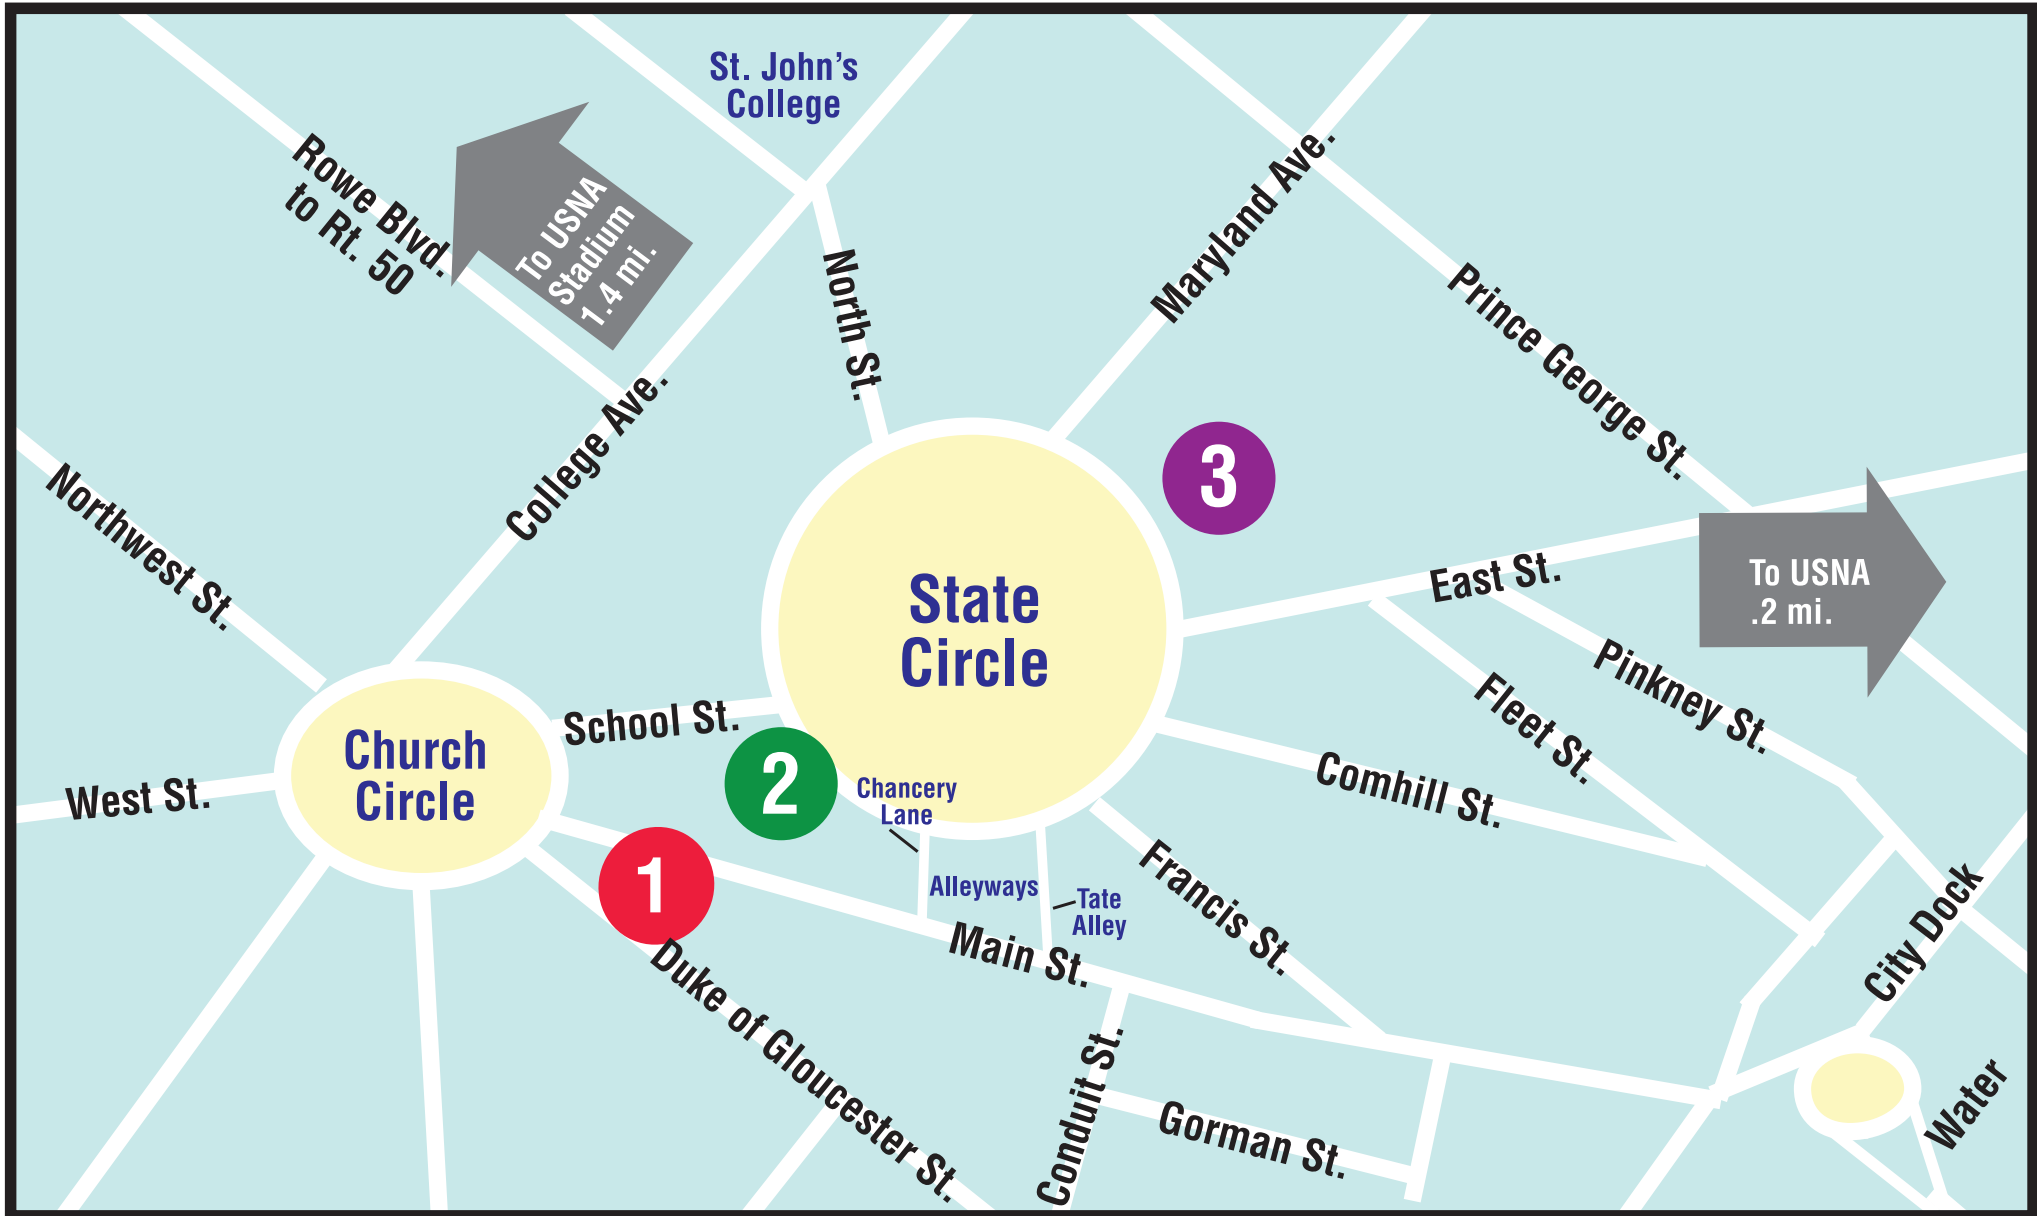 St. John's
College
Rowe Blvd.
to Rt. 50
To USNA
Stadium
1.4 mi.
North St.
Maryland Ave.
Prince George St.
College Ave.
Northwest St.
3
State
Circle
East St.
To USNA
.2 mi.
Pinkney St.
Fleet St.
School St.
Church
Circle
West St.
2
Chancery
Lane
Comhill St.
1
Alleyways
Tate
Alley
Francis St.
Main St.
City Dock
Duke of Gloucester St.
Conduit St.
Gorman St.
Water